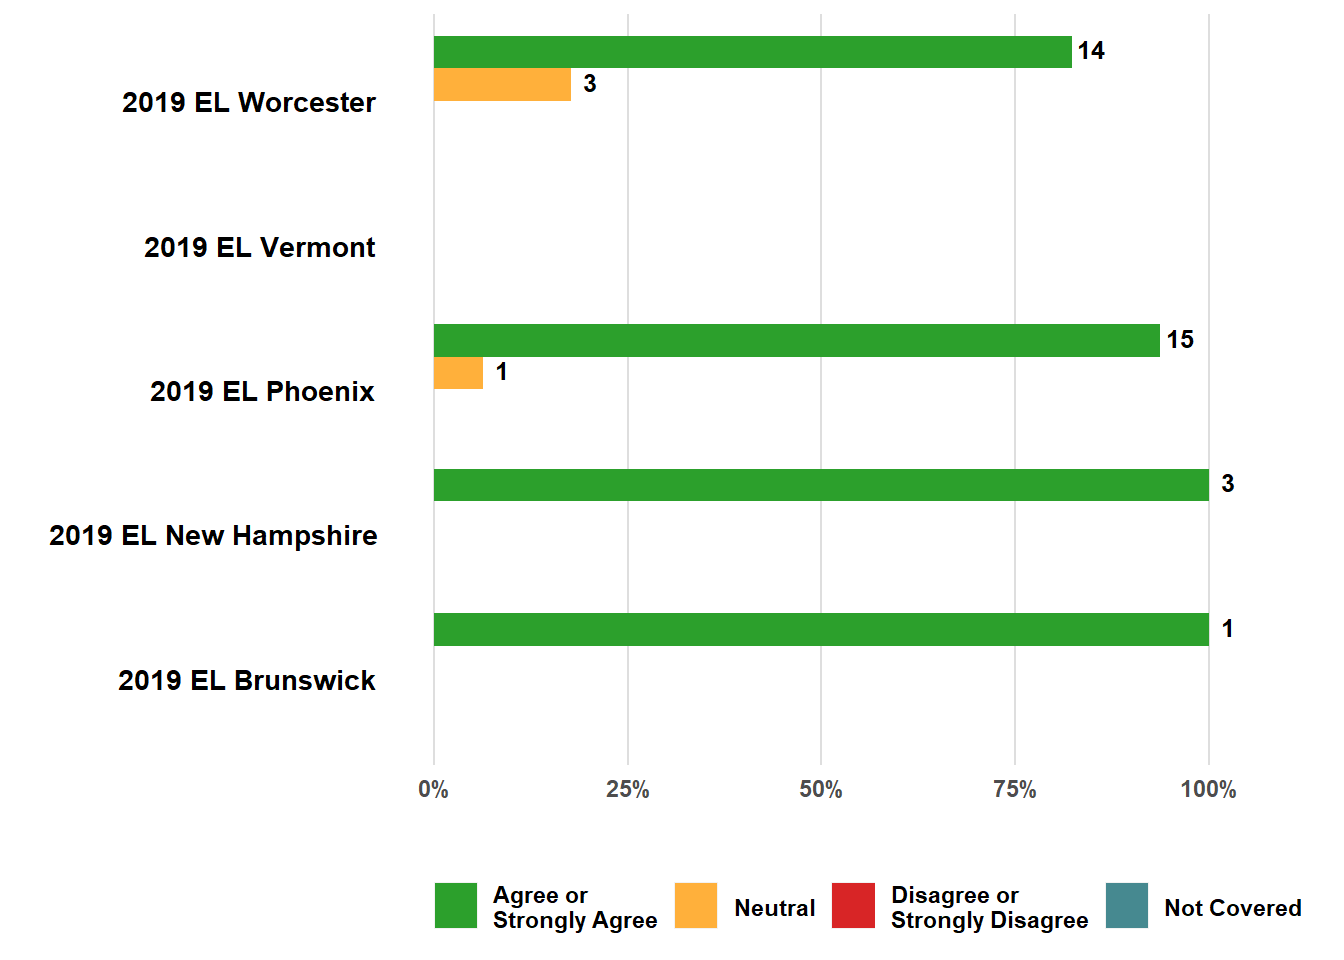 14
3
2019 EL Worcester
2019 EL Vermont
15
1
2019 EL Phoenix
3
2019 EL New Hampshire
1
2019 EL Brunswick
0% 25% 50% 75% 100%
Agree or
Strongly Agree
Neutral
Disagree or
Strongly Disagree
Not Covered